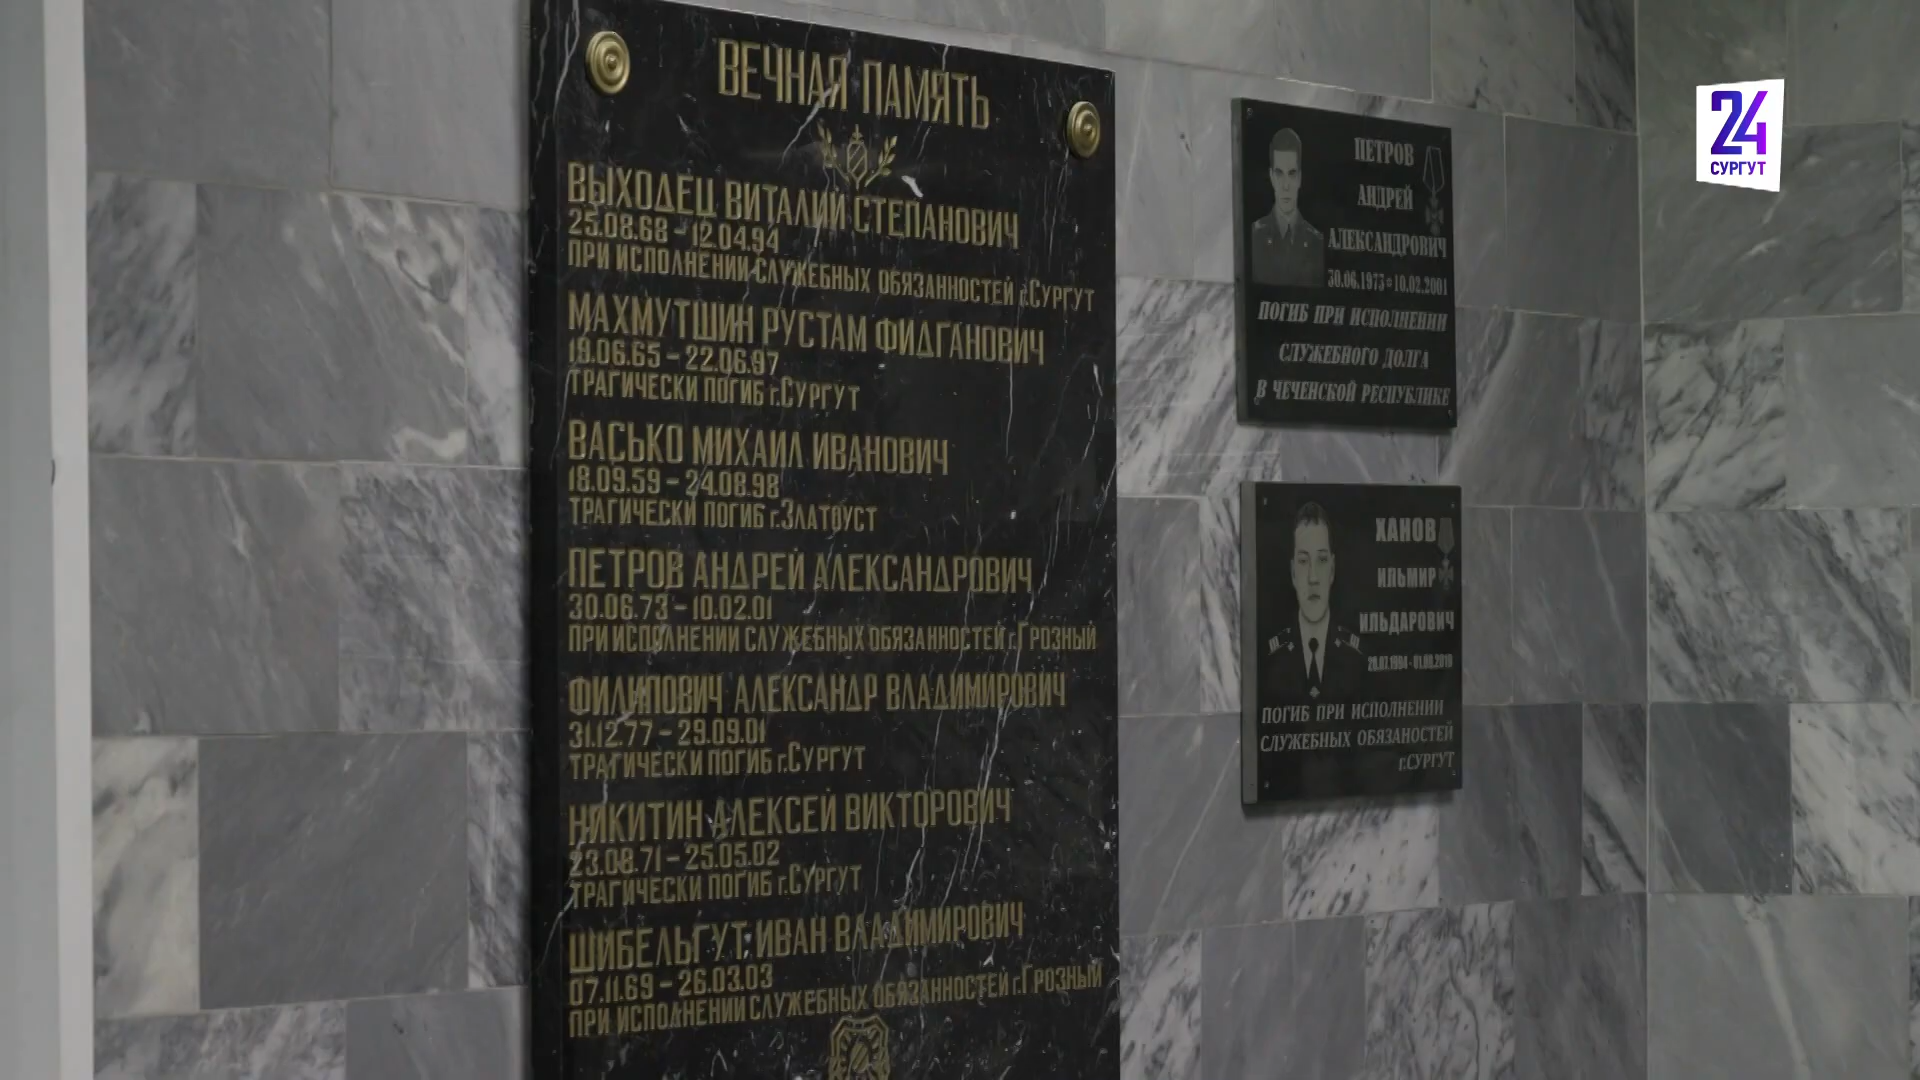 ВЕЧНАЯ ПАМЯТЬ
ВЫХОДЕЦ ВИТАЛИЙ СТЕПАНОВИЧ
25.08.68 – 12.04.94
ПРИ ИСПОЛНЕНИИ СЛУЖЕБНЫХ ОБЯЗАННОСТЕЙ г.СУРГУТ
МАХМУТШИН РУСТАМ ФИДГАНОВИЧ
19.06.65 – 22.06.97
ТРАГИЧЕСКИ ПОГИБ г.СУРГУТ
ВАСЬКО МИХАИЛ ИВАНОВИЧ
18.09.59 – 24.08.98
ТРАГИЧЕСКИ ПОГИБ г.ЗЛАТОУСТ
ПЕТРОВ АНДРЕЙ АЛЕКСАНДРОВИЧ
30.06.73 – 10.02.01
ПРИ ИСПОЛНЕНИИ СЛУЖЕБНЫХ ОБЯЗАННОСТЕЙ г.ГРОЗНЫЙ
ФИЛИПОВИЧ АЛЕКСАНДР ВЛАДИМИРОВИЧ
31.12.77 – 29.09.01
ТРАГИЧЕСКИ ПОГИБ г.СУРГУТ
НИКИТИН АЛЕКСЕЙ ВИКТОРОВИЧ
23.08.71 – 25.05.02
ТРАГИЧЕСКИ ПОГИБ г.СУРГУТ
ШИБЕЛЬГУТ ИВАН ВЛАДИМИРОВИЧ
07.11.69 – 26.03.03
ПРИ ИСПОЛНЕНИИ СЛУЖЕБНЫХ ОБЯЗАННОСТЕЙ г.ГРОЗНЫЙ
ПЕТРОВ
АНДРЕЙ
АЛЕКСАНДРОВИЧ
30.06.1973 - 10.02.2001
ПОГИБ ПРИ ИСПОЛНЕНИИ
СЛУЖЕБНОГО ДОЛГА
В ЧЕЧЕНСКОЙ РЕСПУБЛИКЕ
ХАНОВ
ИЛЬМИР
ИЛЬДАРОВИЧ
ПОГИБ ПРИ ИСПОЛНЕНИИ
СЛУЖЕБНЫХ ОБЯЗАНОСТЕЙ
г.СУРГУТ
24
СУРГУТ